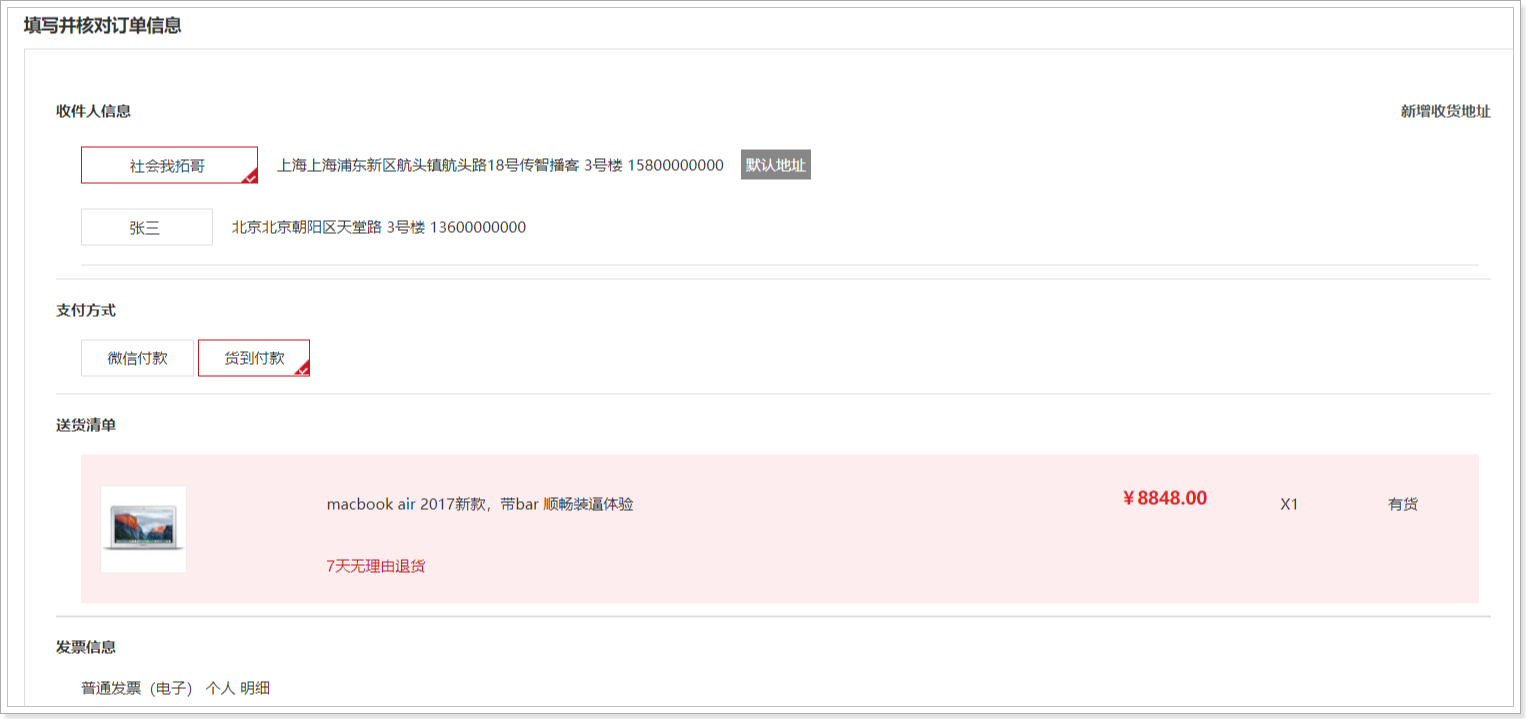 填写并核对订单信息
收件人信息 新增收货地址
社会我拓哥 上海上海浦东新区航头镇航头路18号传智播客 3号楼 15800000000 默认地址
张三 北京北京朝阳区天堂路 3号楼 13600000000
支付方式
微信付款 货到付款
送货清单
macbook air 2017新款，带bar 顺畅装逼体验 ￥8848.00 X1 有货
7天无理由退货
发票信息
普通发票（电子） 个人 明细